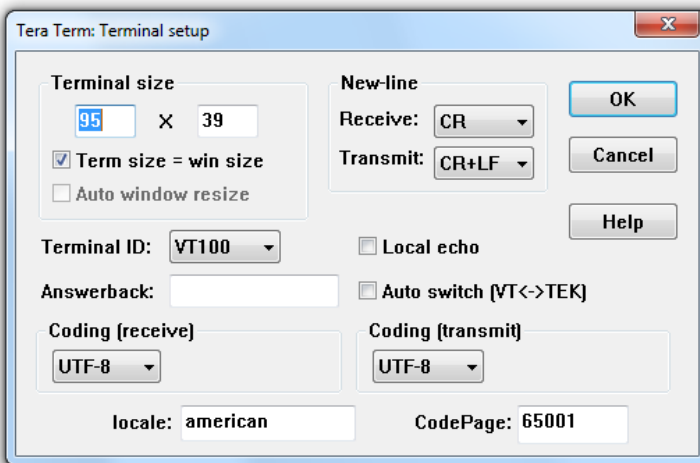 Tera Term: Terminal setup
Terminal size
95 X 39
Term size = win size
Auto window resize
New-line
Receive: CR
Transmit: CR+LF
OK
Cancel
Help
Terminal ID: VT100
Local echo
Answerback:
Auto switch (VT<->TEK)
Coding (receive)
UTF-8
Coding (transmit)
UTF-8
locale: american
CodePage: 65001